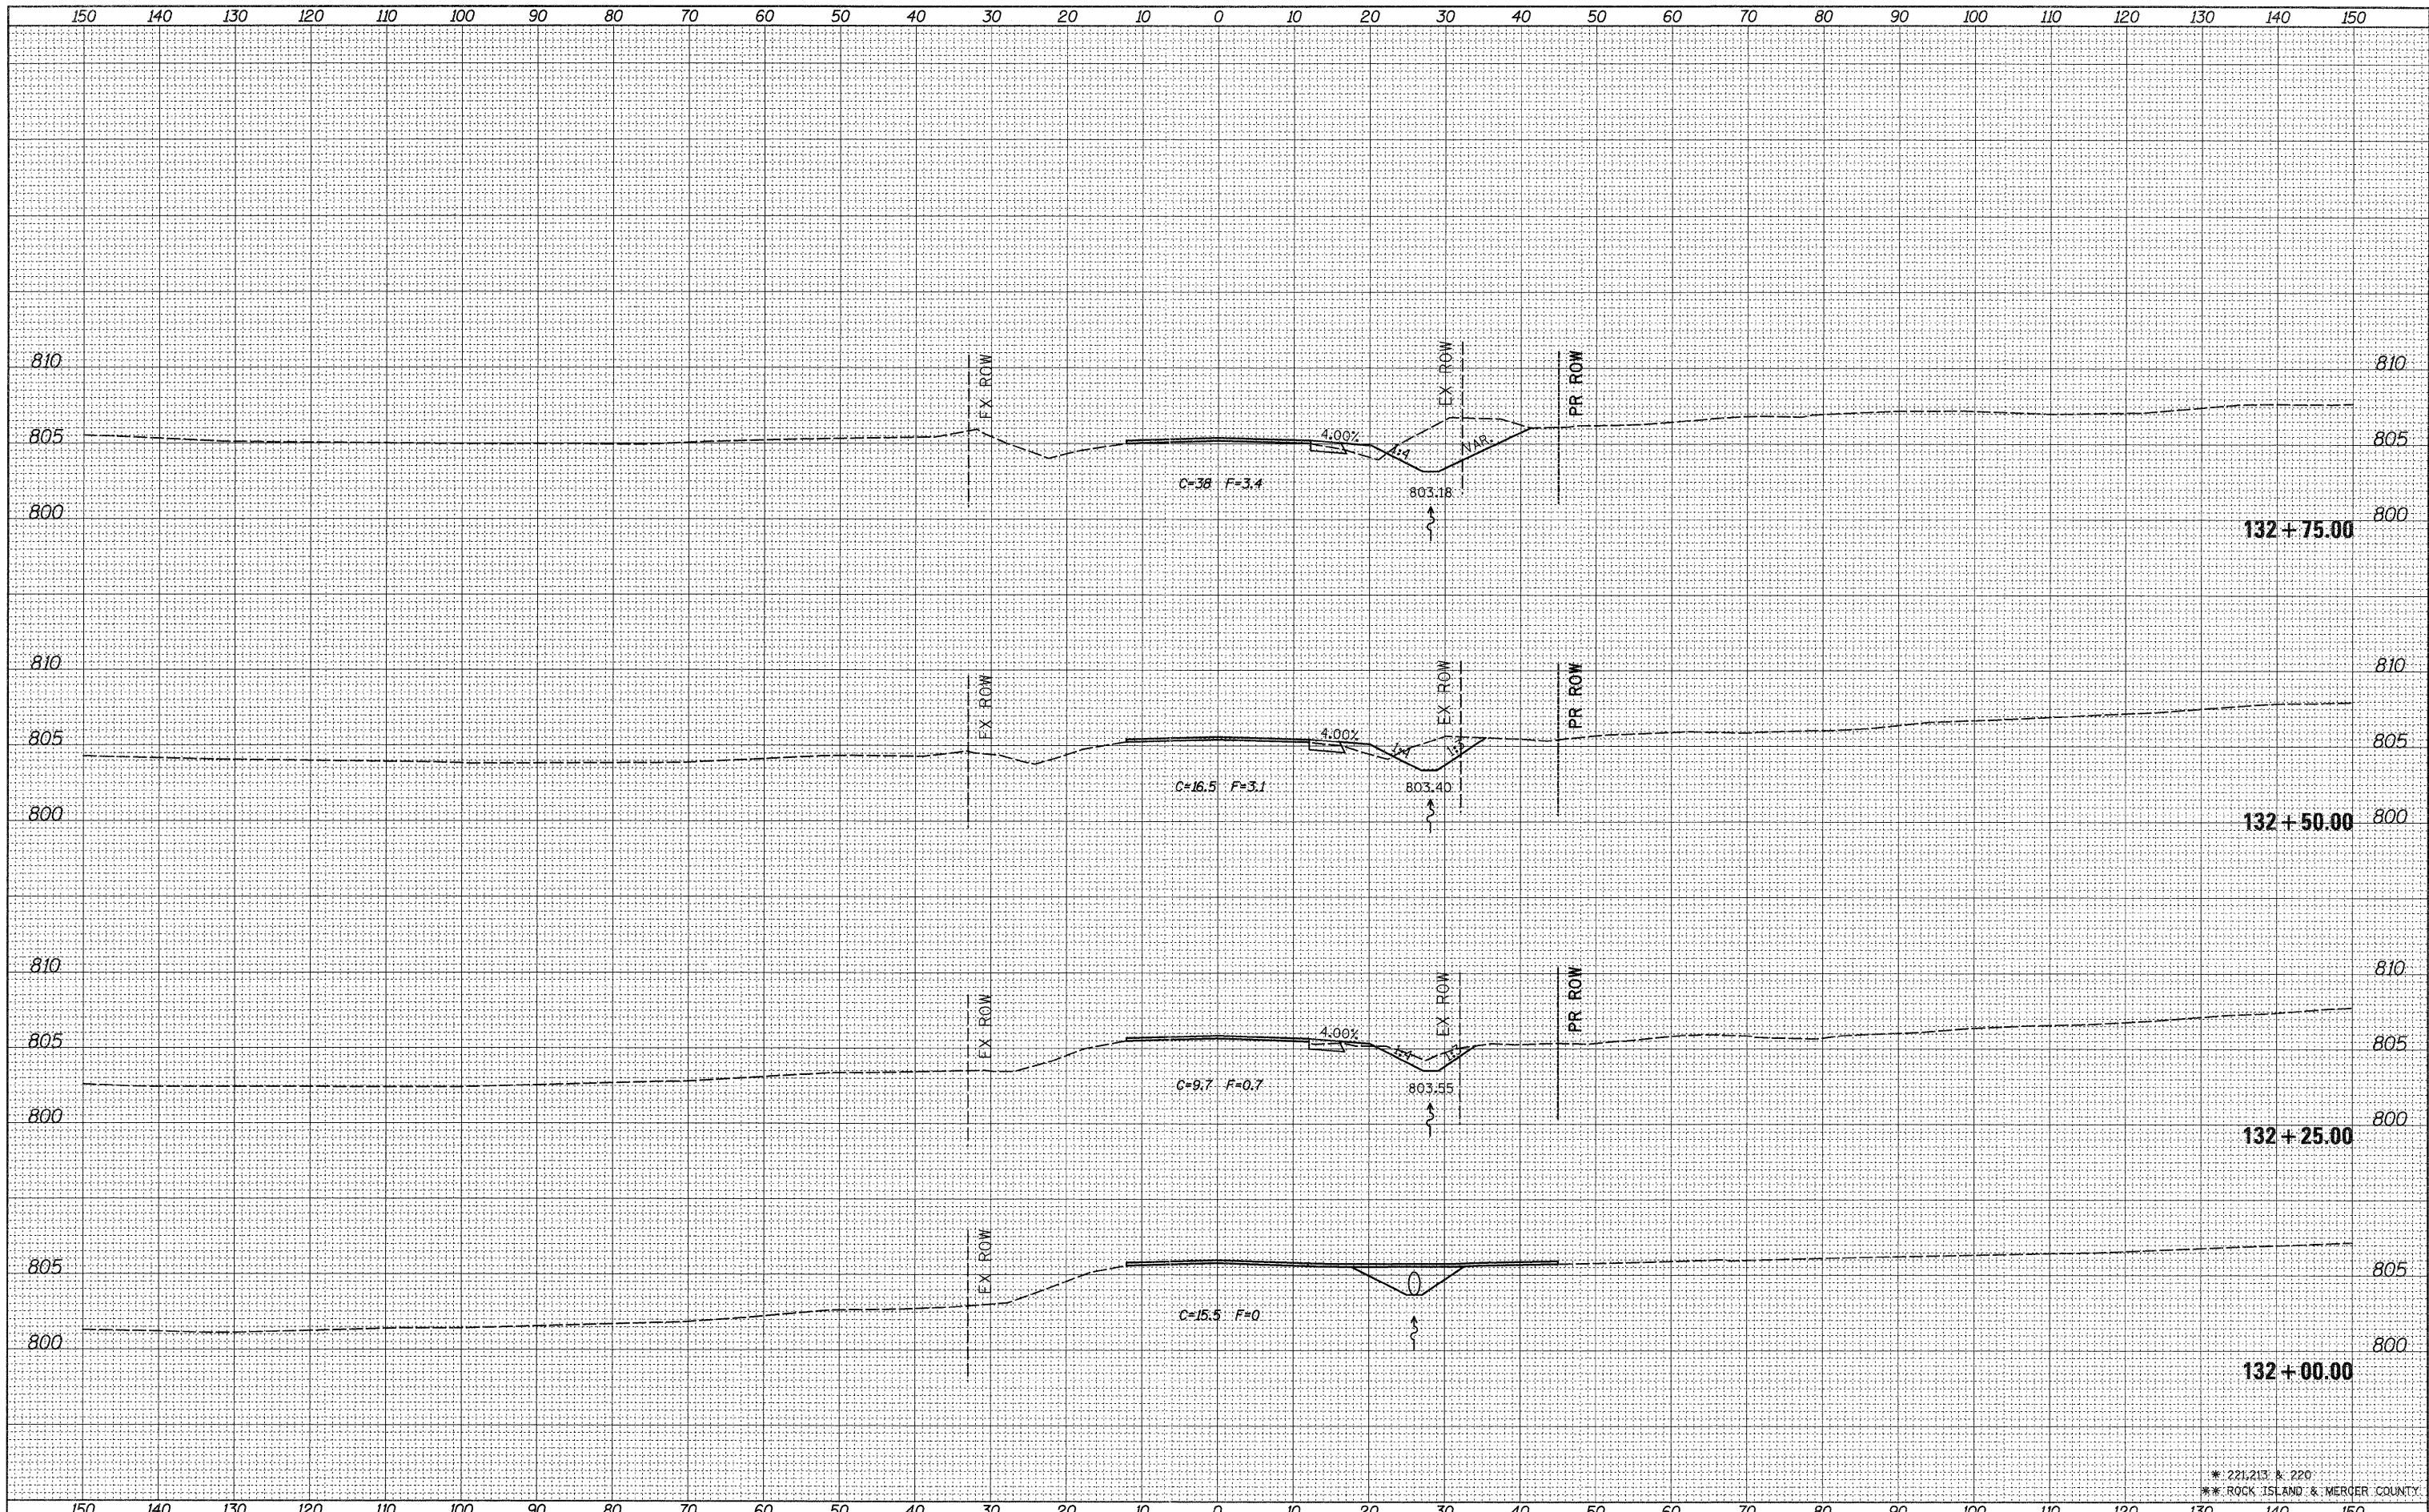 150 140 130 120 110 100 90 80 70 60 50 40 30 20 10 0 10 20 30 40 50 60 70 80 90 100 110 120 130 140 150
810 EX ROW EX ROW PR ROW 810
805 4.00% 1:4 VAR. 805
C=38 F=3.4 803.18
800 800
132+75.00
810 EX ROW EX ROW PR ROW 810
805 4.00% 1:4 1:3 805
C=16.5 F=3.1 803.40
800 132+50.00 800
810 EX ROW EX ROW PR ROW 810
805 4.00% 1:4 1:3 805
C=9.7 F=0.7 803.55
800 800
132+25.00
EX ROW
805 805
C=15.5 F=0
800 800
132+00.00
* 221,213 & 220
** ROCK ISLAND & MERCER COUNTY
150 140 130 120 110 100 90 80 70 60 50 40 30 20 10 0 10 20 30 40 50 60 70 80 90 100 110 120 130 140 150